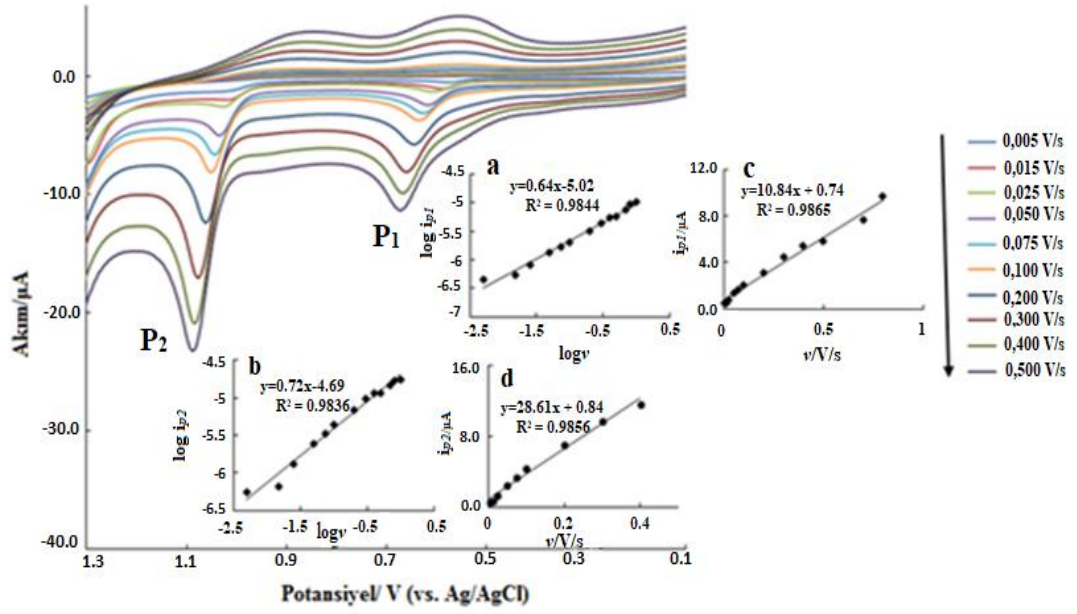 0.0
-10.0
-20.0
-30.0
-40.0
Akım/µA
1.3
1.1
0.9
0.7
0.5
0.3
0.1
Potansiyel/ V (vs. Ag/AgCl)
P1
P2
a
-4.5
-5
-5.5
-6
-6.5
-7
y=0.64x-5.02
R² = 0.9844
log ip1
-2.5
-1.5
-0.5
0.5
logv
b
-4.5
-5
-5.5
-6
-6.5
y=0.72x-4.69
R² = 0.9836
log ip2
-2.5
-1.5
-0.5
0.5
logv
c
12.0
8.0
4.0
0.0
y=10.84x + 0.74
R² = 0.9865
ip1/µA
0
0.5
1
v/V/s
d
16.0
8.0
0.0
y=28.61x + 0.84
R² = 0.9856
ip2/µA
0
0.2
0.4
v/V/s
0,005 V/s
0,015 V/s
0,025 V/s
0,050 V/s
0,075 V/s
0,100 V/s
0,200 V/s
0,300 V/s
0,400 V/s
0,500 V/s